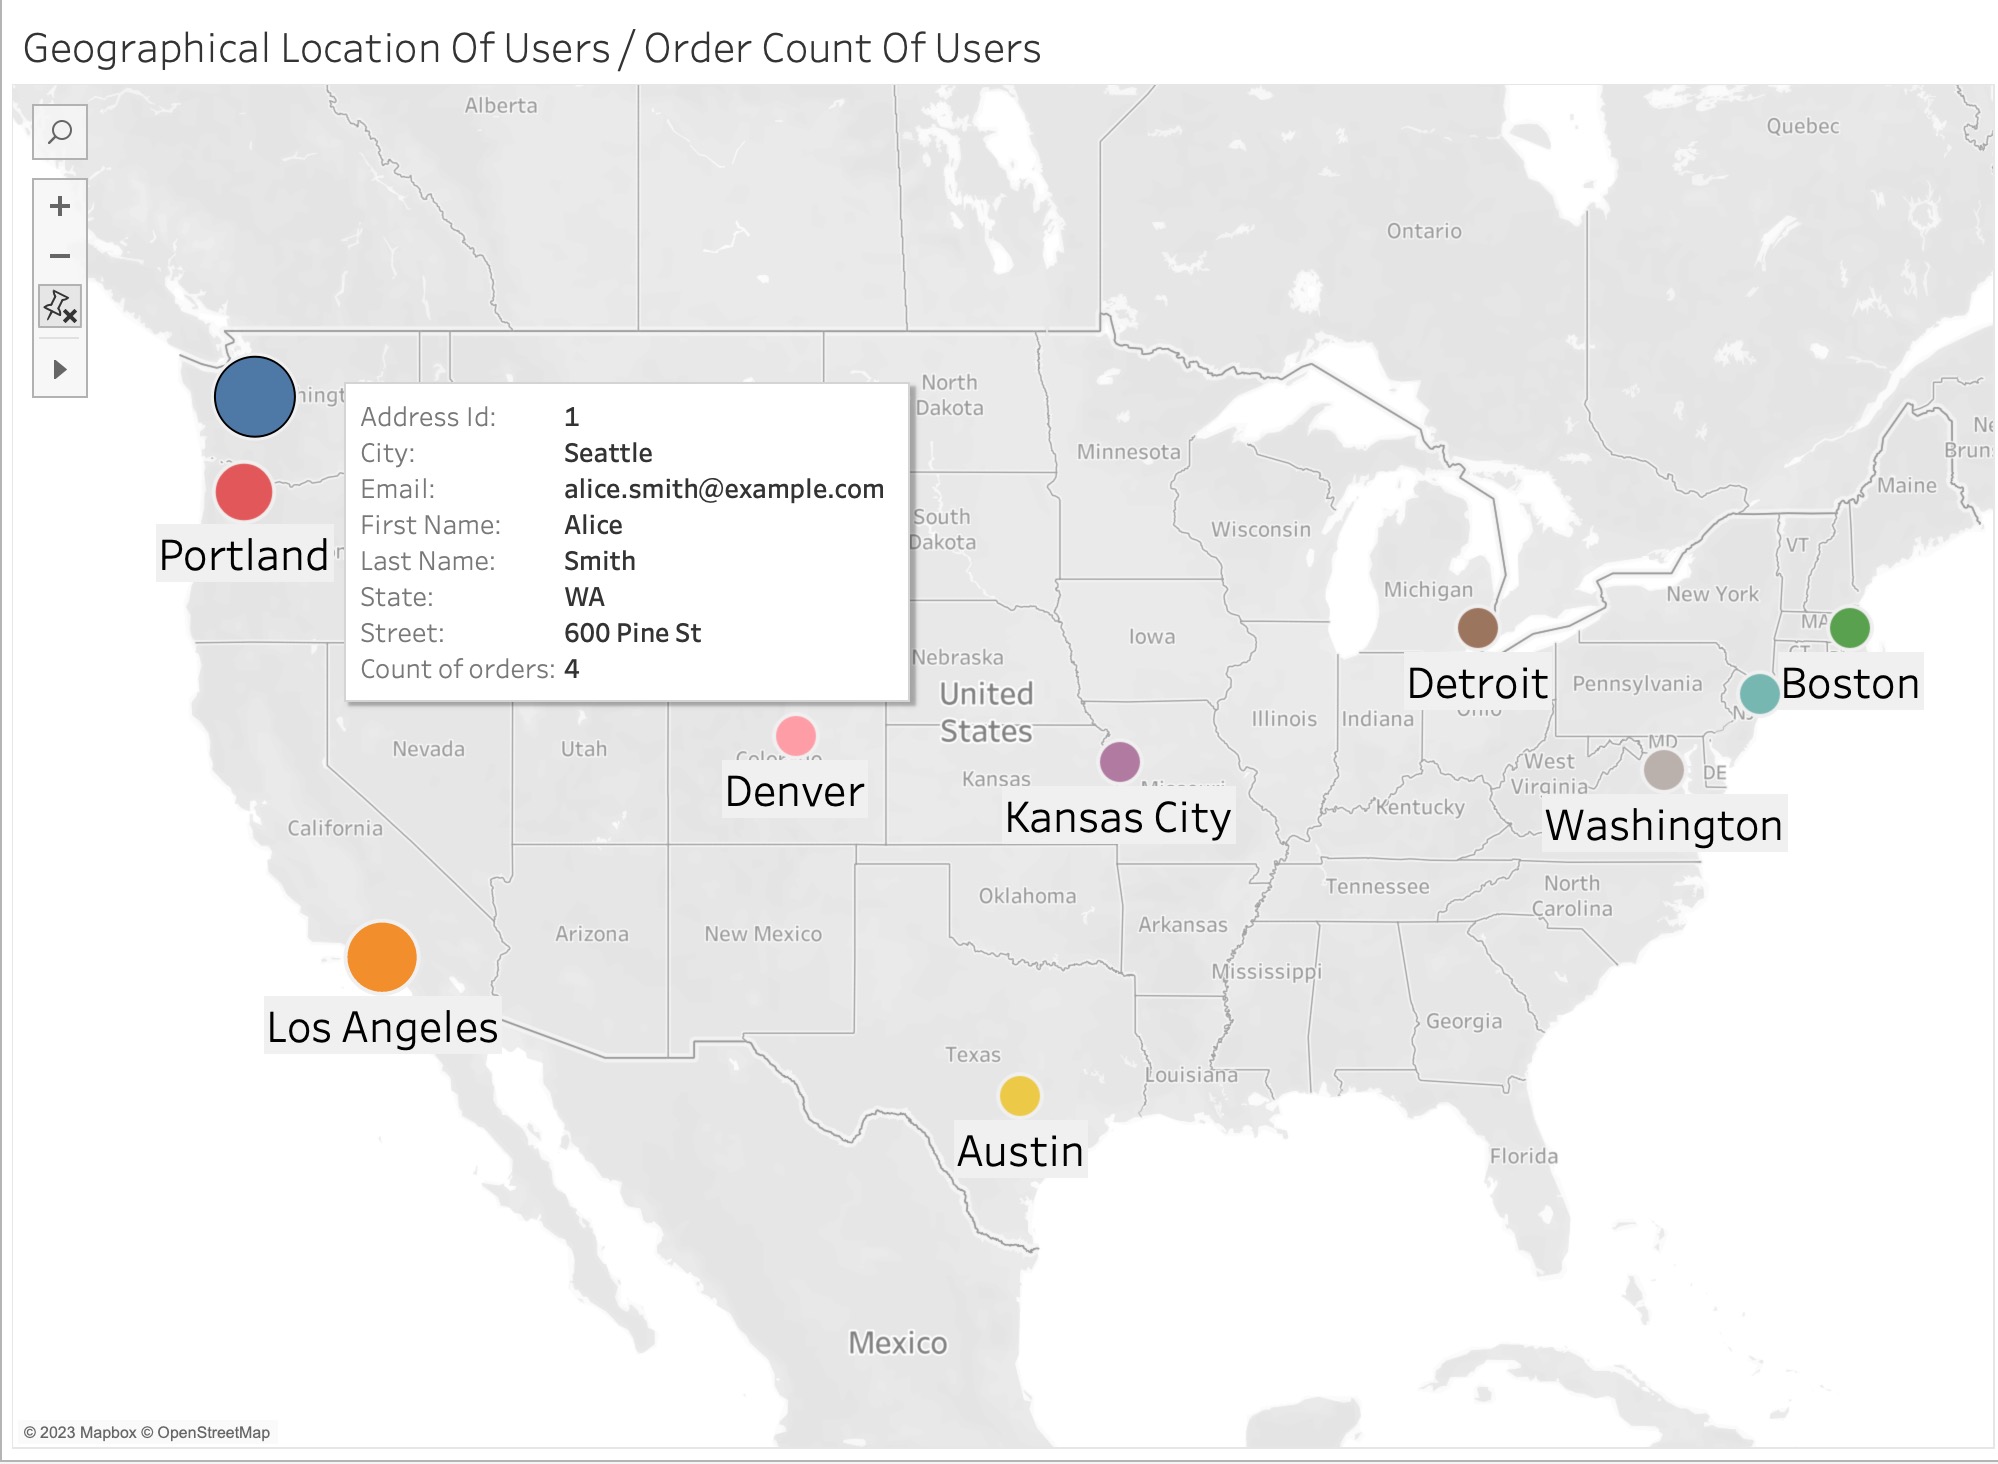 Geographical Location Of Users / Order Count Of Users
Alberta
Quebec
Ontario
North
Dakota
Minnesota
Maine
South
Dakota
Wisconsin
VT
Michigan
New York
MA
Iowa
Nebraska
Address Id: 1
City: Seattle
Email: alice.smith@example.com
First Name: Alice
Last Name: Smith
State: WA
Street: 600 Pine St
Count of orders: 4
Portland
Detroit
Boston
Pennsylvania
United
States
Illinois
Indiana
Nevada
Utah
MD
Denver
Kansas
Kansas City
West
Virginia
DE
Kentucky
Washington
California
Tennessee
North
Carolina
Oklahoma
Arkansas
Arizona
New Mexico
Mississippi
Los Angeles
Georgia
Texas
Louisiana
Austin
Florida
Mexico
© 2023 Mapbox © OpenStreetMap